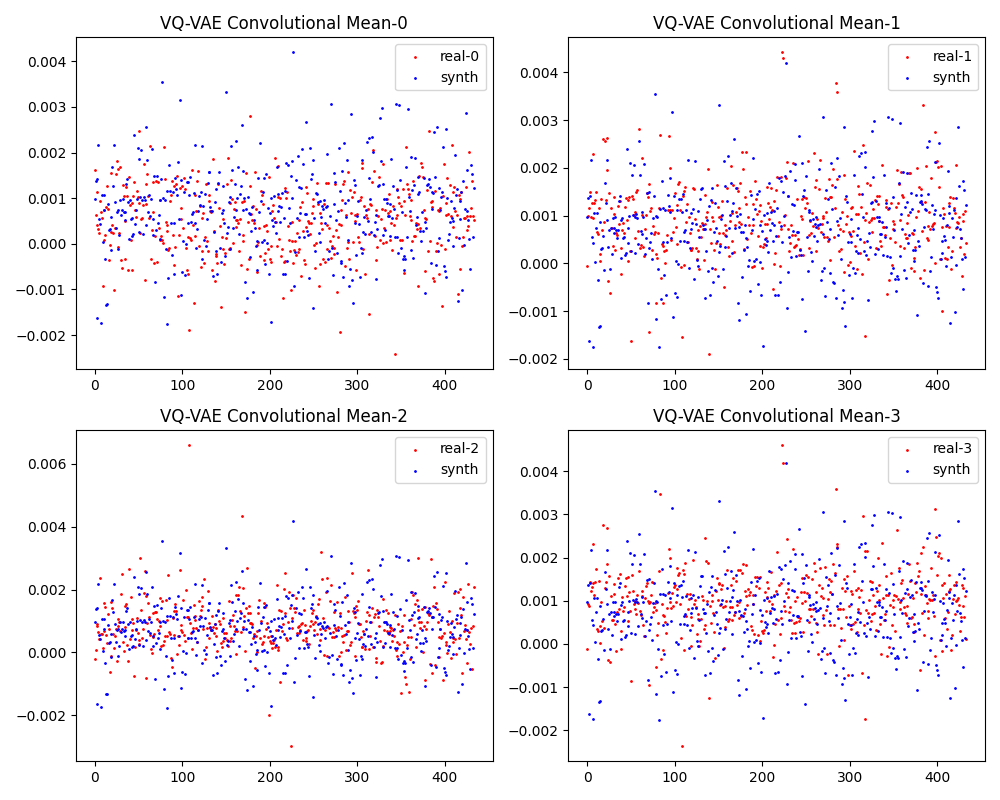 VQ-VAE Convolutional Mean-0
real-0
synth
0.004
0.003
0.002
0.001
0.000
−0.001
−0.002
0 100 200 300 400
VQ-VAE Convolutional Mean-1
real-1
synth
0.004
0.003
0.002
0.001
0.000
−0.001
−0.002
0 100 200 300 400
VQ-VAE Convolutional Mean-2
real-2
synth
0.006
0.004
0.002
0.000
−0.002
0 100 200 300 400
VQ-VAE Convolutional Mean-3
real-3
synth
0.004
0.003
0.002
0.001
0.000
−0.001
−0.002
0 100 200 300 400